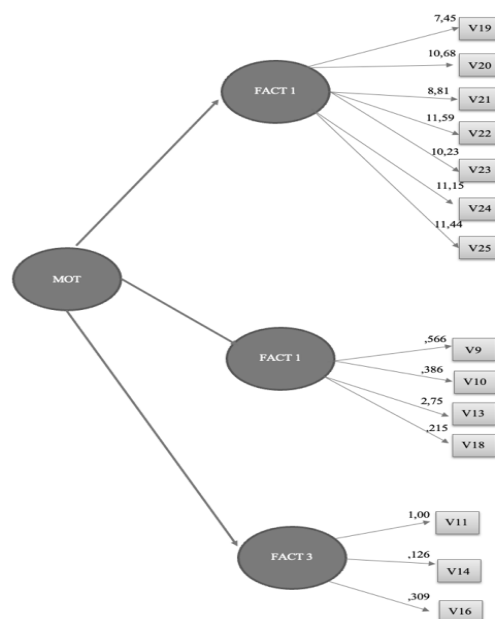 7,45
V19
10,68
V20
FACT 1
8,81
V21
11,59
V22
10,23
V23
11,15
V24
11,44
V25
MOT
,566
V9
FACT 1
,386
V10
2,75
V13
,215
V18
1,00
V11
FACT 3
,126
V14
,309
V16